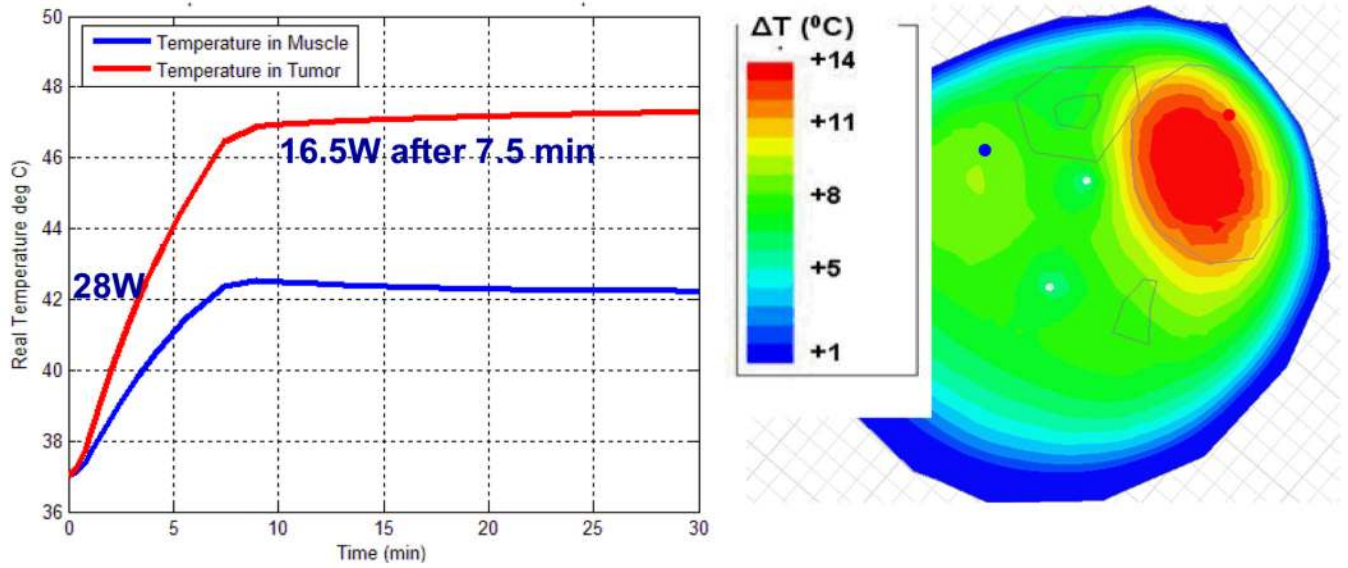 50
48
46
44
42
40
38
36
Real Temperature deg C
Temperature in Muscle
Temperature in Tumor
16.5W after 7.5 min
28W
0
5
10
15
20
25
30
Time (min)
ΔT (⁰C)
+14
+11
+8
+5
+1